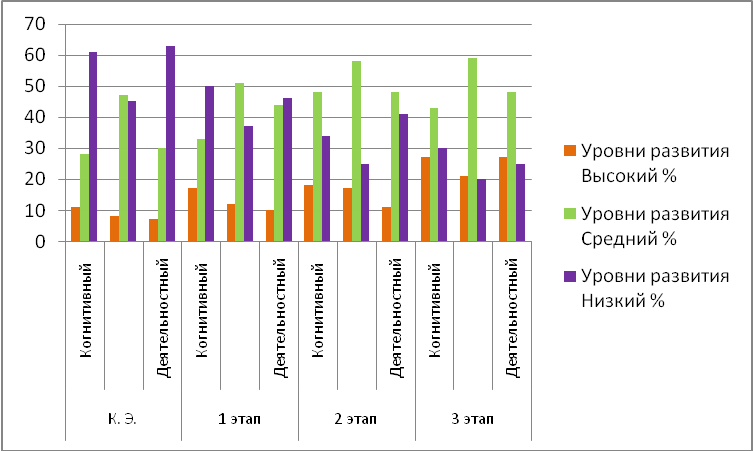 70
60
50
40
30
20
10
0
Когнитивный
Деятельностный
Когнитивный
Деятельностный
Когнитивный
Деятельностный
Когнитивный
Деятельностный
К. Э.
1 этап
2 этап
3 этап
Уровни развития
Высокий %
Уровни развития
Средний %
Уровни развития
Низкий %